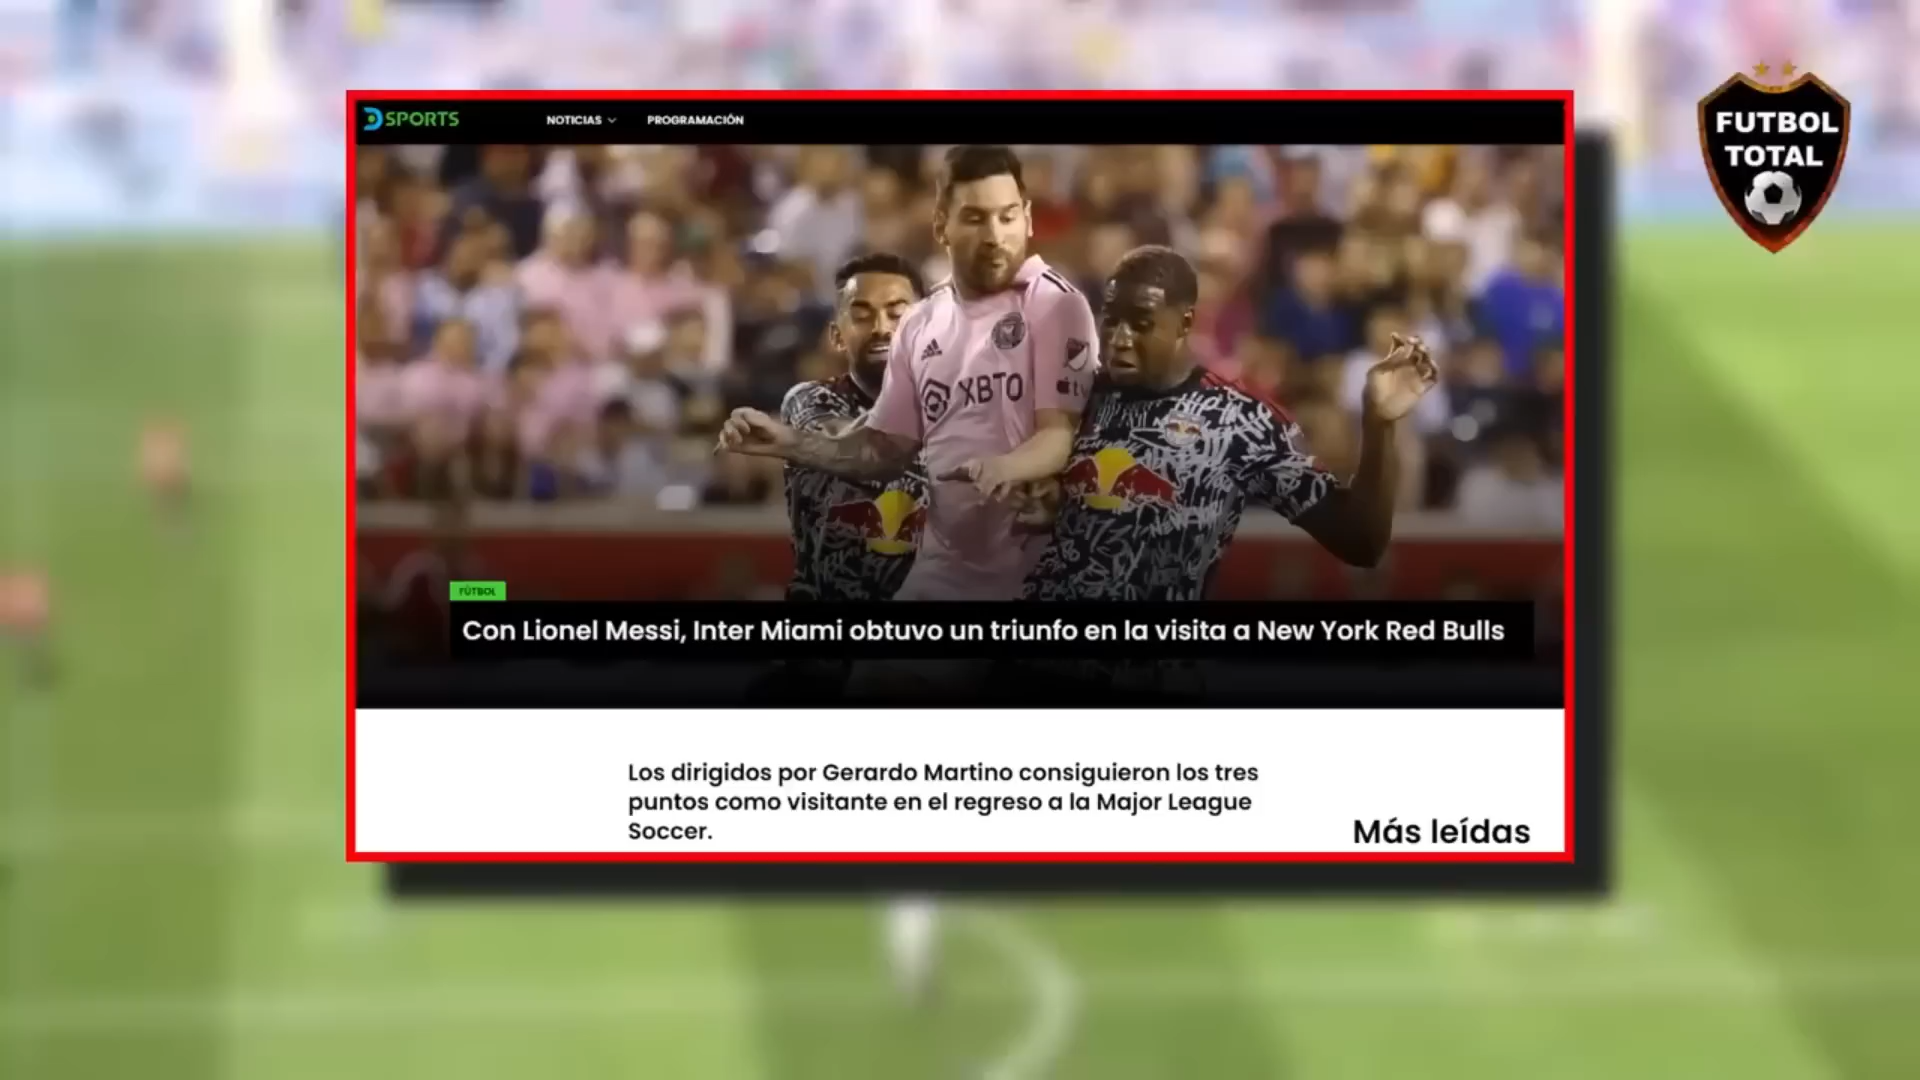 DSPORTS
NOTICIAS
PROGRAMACIÓN
FUTBOL
TOTAL
XBTO
tv
FÚTBOL
Con Lionel Messi, Inter Miami obtuvo un triunfo en la visita a New York Red Bulls
Los dirigidos por Gerardo Martino consiguieron los tres
puntos como visitante en el regreso a la Major League
Soccer.
Más leídas